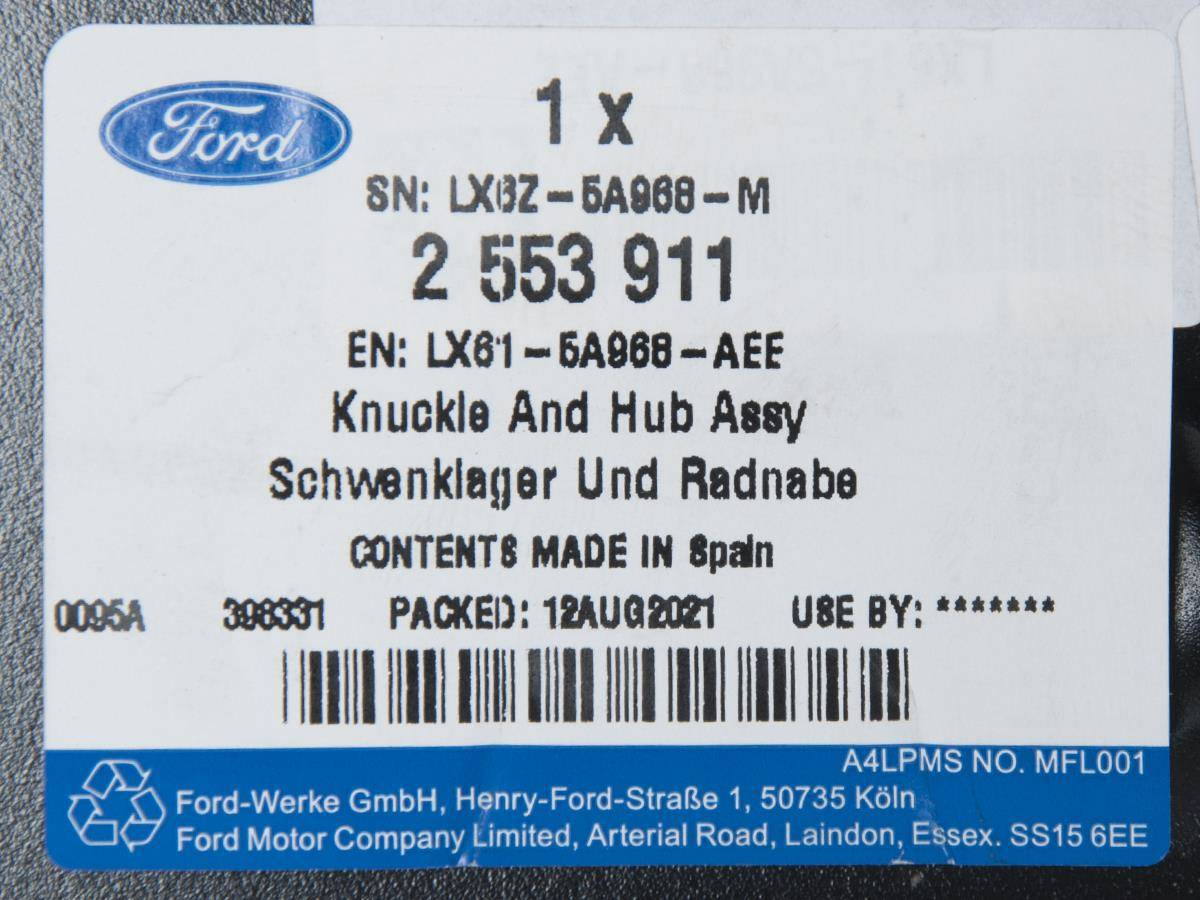 Ford
1 x
SN: LX6Z-5A968-M
2 553 911
EN: LX61-5A968-AEE
Knuckle And Hub Assy
Schwenklager Und Radnabe
CONTENTS MADE IN Spain
0095A 398331 PACKED: 12AUG2021 USE BY: *******
A4LPMS NO. MFL001
Ford-Werke GmbH, Henry-Ford-Straße 1, 50735 Köln
Ford Motor Company Limited, Arterial Road, Laindon, Essex. SS15 6EE